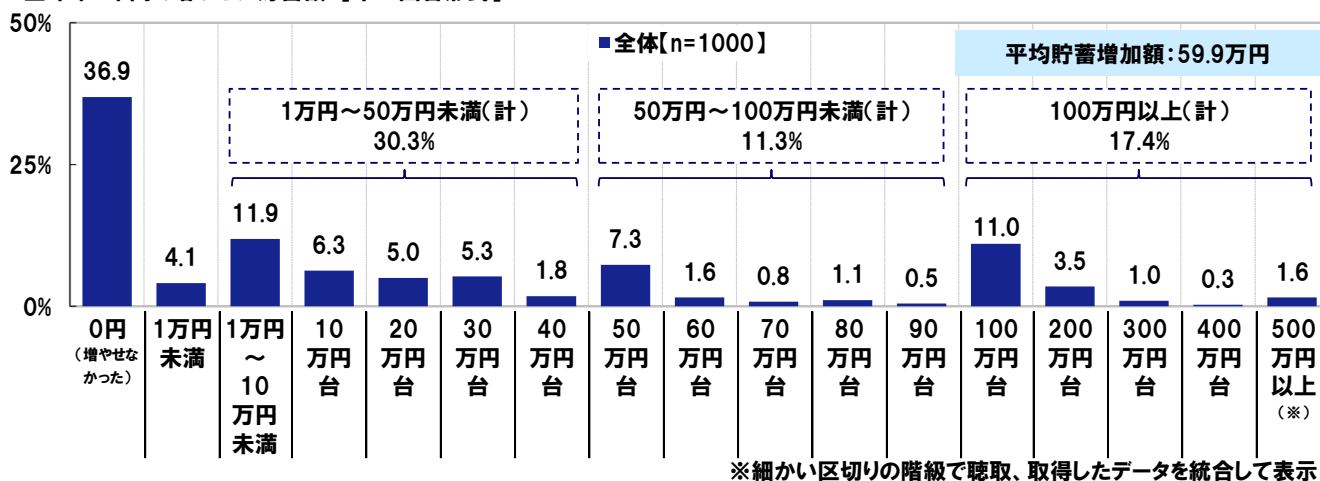 50%
25%
0%
■全体【n=1000】
平均貯蓄増加額：59.9万円
1万円～50万円未満（計）
30.3%
50万円～100万円未満（計）
11.3%
100万円以上（計）
17.4%
36.9
4.1
11.9
6.3
5.0
5.3
1.8
7.3
1.6
0.8
1.1
0.5
11.0
3.5
1.0
0.3
1.6
0円
（増やせな
かった）
1万円
未満
1万円
～
10
万円
未満
10
万円
台
20
万円
台
30
万円
台
40
万円
台
50
万円
台
60
万円
台
70
万円
台
80
万円
台
90
万円
台
100
万円
台
200
万円
台
300
万円
台
400
万円
台
500
万円
以上
（※）
※細かい区切りの階級で聴取、取得したデータを統合して表示